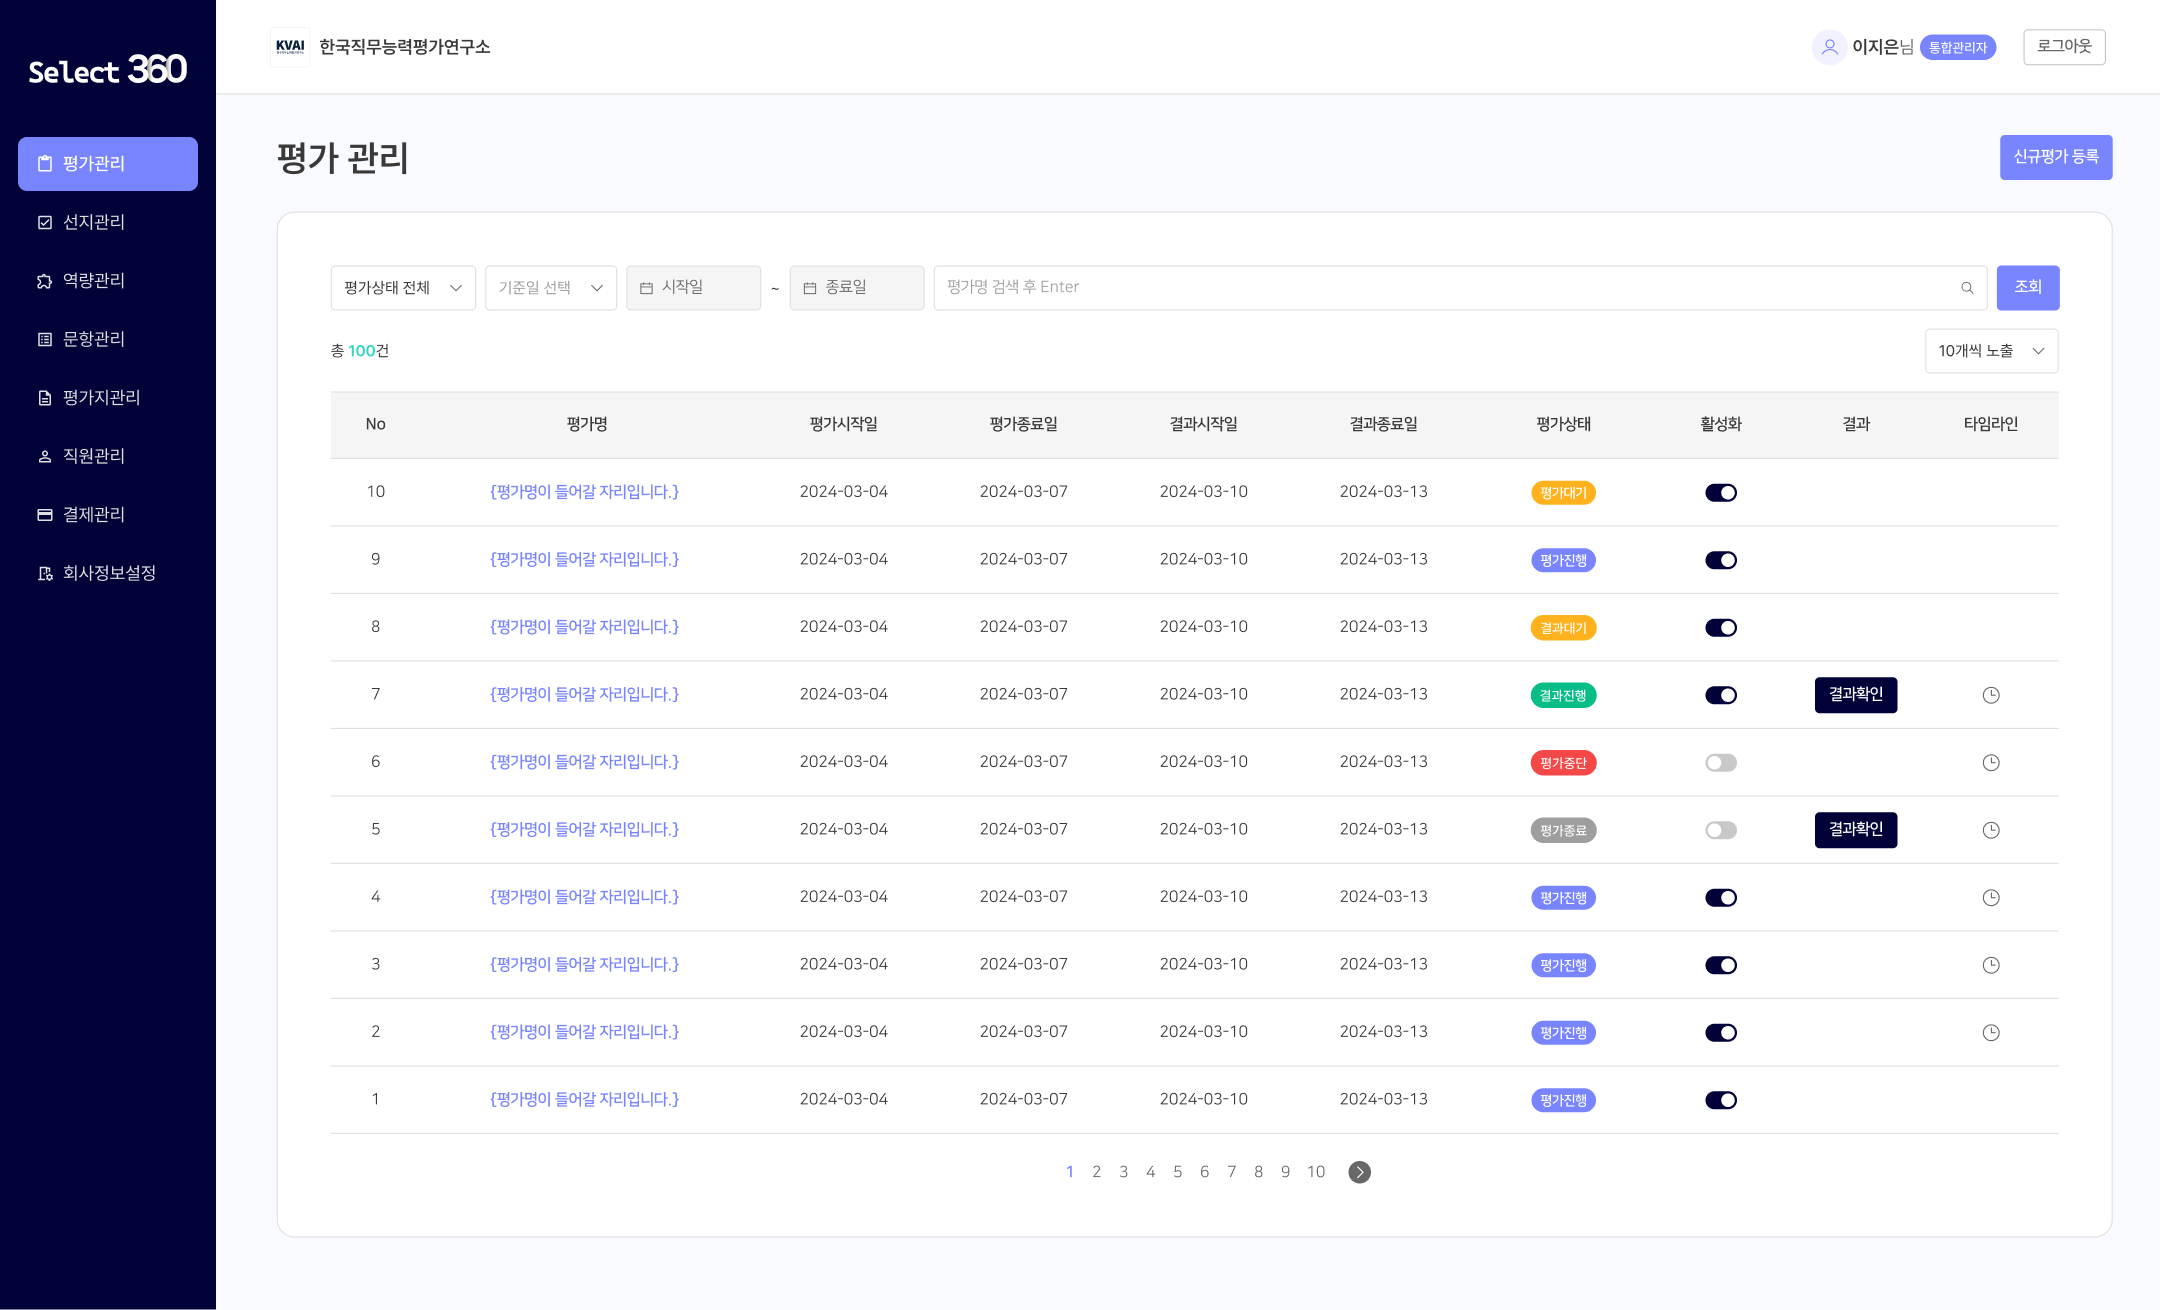 Select 360
KVAI 한국직무능력평가연구소
이지은님 통합관리자 로그아웃
평가관리
선지관리
역량관리
문항관리
평가지관리
직원관리
결제관리
회사정보설정
평가 관리 신규평가 등록
평가상태 전체 기준일 선택 시작일 ~ 종료일 평가명 검색 후 Enter 조회
총 100건 10개씩 노출
No 평가명 평가시작일 평가종료일 결과시작일 결과종료일 평가상태 활성화 결과 타임라인
10 {평가명이 들어갈 자리입니다.} 2024-03-04 2024-03-07 2024-03-10 2024-03-13 평가대기
9 {평가명이 들어갈 자리입니다.} 2024-03-04 2024-03-07 2024-03-10 2024-03-13 평가진행
8 {평가명이 들어갈 자리입니다.} 2024-03-04 2024-03-07 2024-03-10 2024-03-13 결과대기
7 {평가명이 들어갈 자리입니다.} 2024-03-04 2024-03-07 2024-03-10 2024-03-13 결과진행 결과확인
6 {평가명이 들어갈 자리입니다.} 2024-03-04 2024-03-07 2024-03-10 2024-03-13 평가중단
5 {평가명이 들어갈 자리입니다.} 2024-03-04 2024-03-07 2024-03-10 2024-03-13 평가종료 결과확인
4 {평가명이 들어갈 자리입니다.} 2024-03-04 2024-03-07 2024-03-10 2024-03-13 평가진행
3 {평가명이 들어갈 자리입니다.} 2024-03-04 2024-03-07 2024-03-10 2024-03-13 평가진행
2 {평가명이 들어갈 자리입니다.} 2024-03-04 2024-03-07 2024-03-10 2024-03-13 평가진행
1 {평가명이 들어갈 자리입니다.} 2024-03-04 2024-03-07 2024-03-10 2024-03-13 평가진행
1 2 3 4 5 6 7 8 9 10